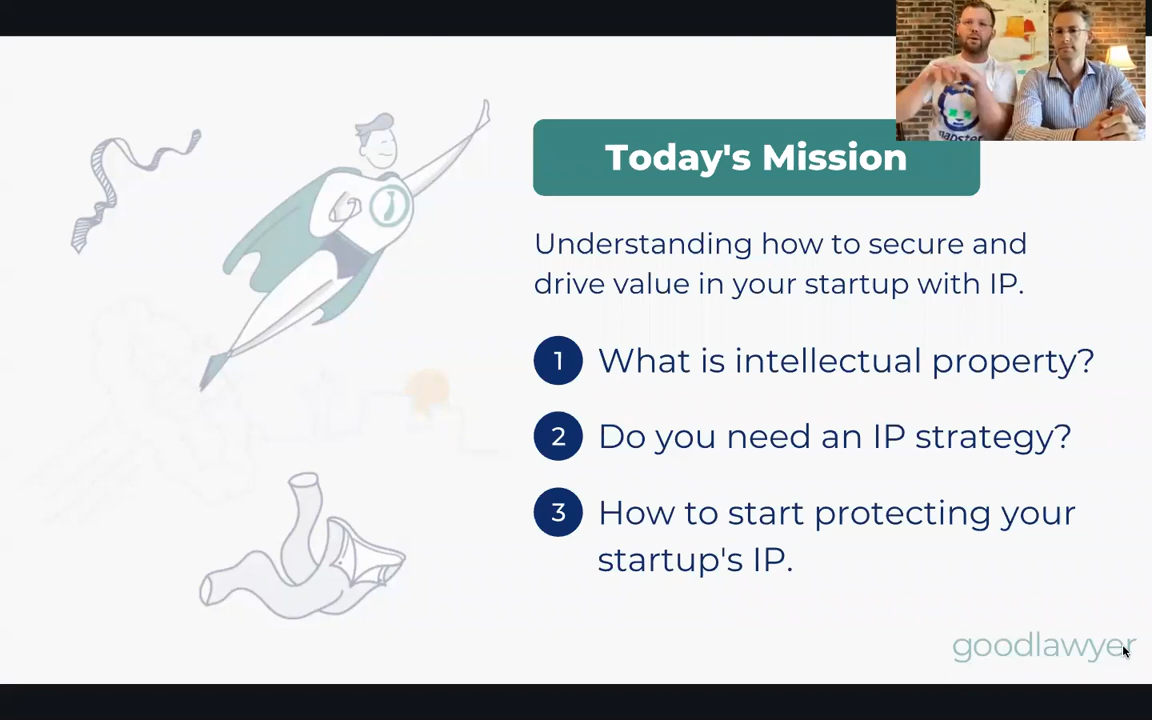 Today's Mission
Understanding how to secure and
drive value in your startup with IP.
1 What is intellectual property?
2 Do you need an IP strategy?
3 How to start protecting your
startup's IP.
napster
goodlawyer